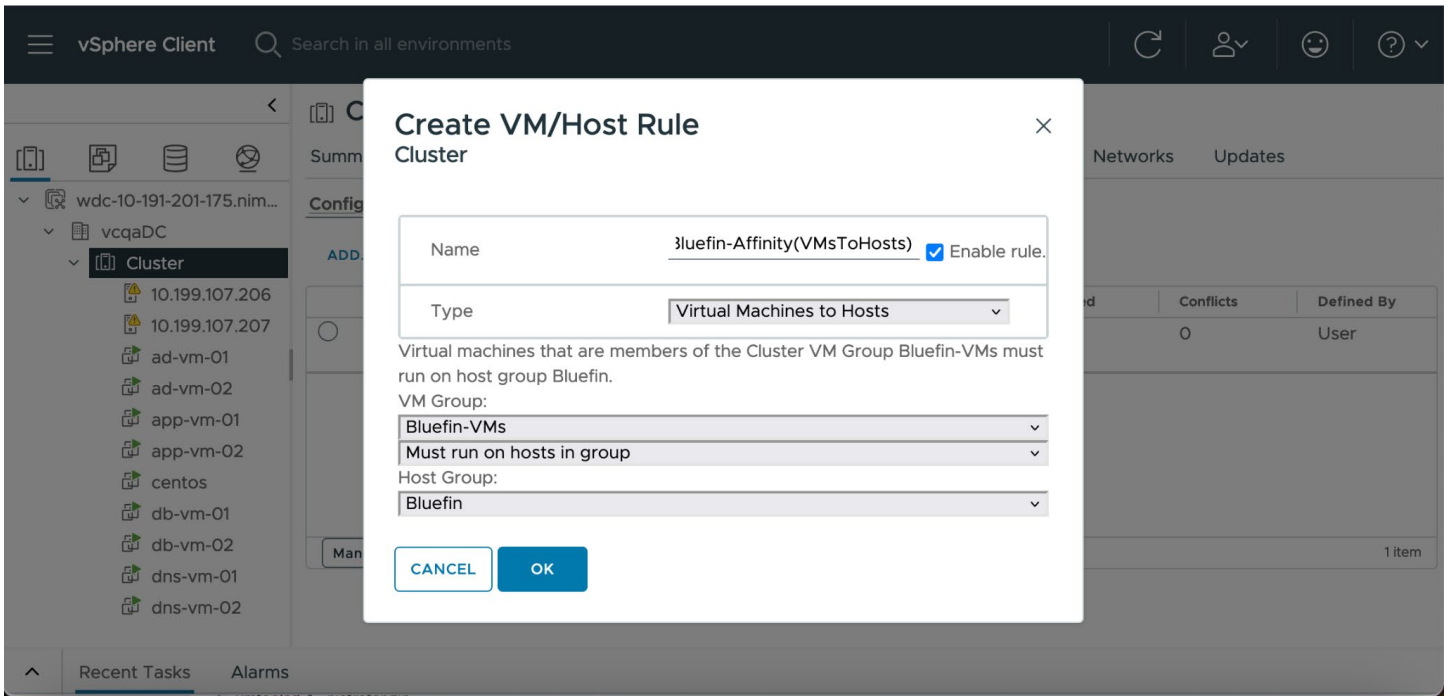 vSphere Client
Search in all environments
Create VM/Host Rule
Cluster
Summ
Networks
Updates
wdc-10-191-201-175.nim...
Config
vcqaDC
Name
Bluefin-Affinity(VMsToHosts)
Enable rule.
ADD.
Cluster
10.199.107.206
Type
Virtual Machines to Hosts
Conflicts
Defined By
10.199.107.207
0
User
Virtual machines that are members of the Cluster VM Group Bluefin-VMs must
run on host group Bluefin.
ad-vm-01
ad-vm-02
VM Group:
app-vm-01
Bluefin-VMs
app-vm-02
Must run on hosts in group
centos
Host Group:
Bluefin
db-vm-01
db-vm-02
Man
1 item
CANCEL
OK
dns-vm-01
dns-vm-02
Recent Tasks
Alarms